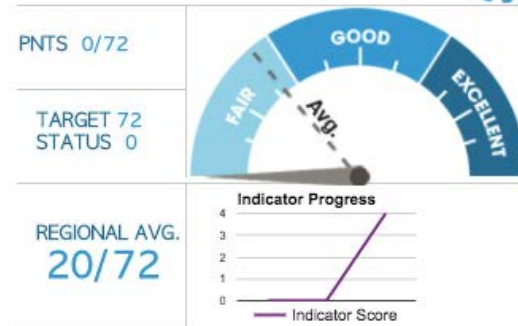 PNTS 0/72
TARGET 72
STATUS 0
REGIONAL AVG.
20/72
FAIR
GOOD
EXCELLENT
Avg.
Indicator Progress
4
3
2
1
0
Indicator Score